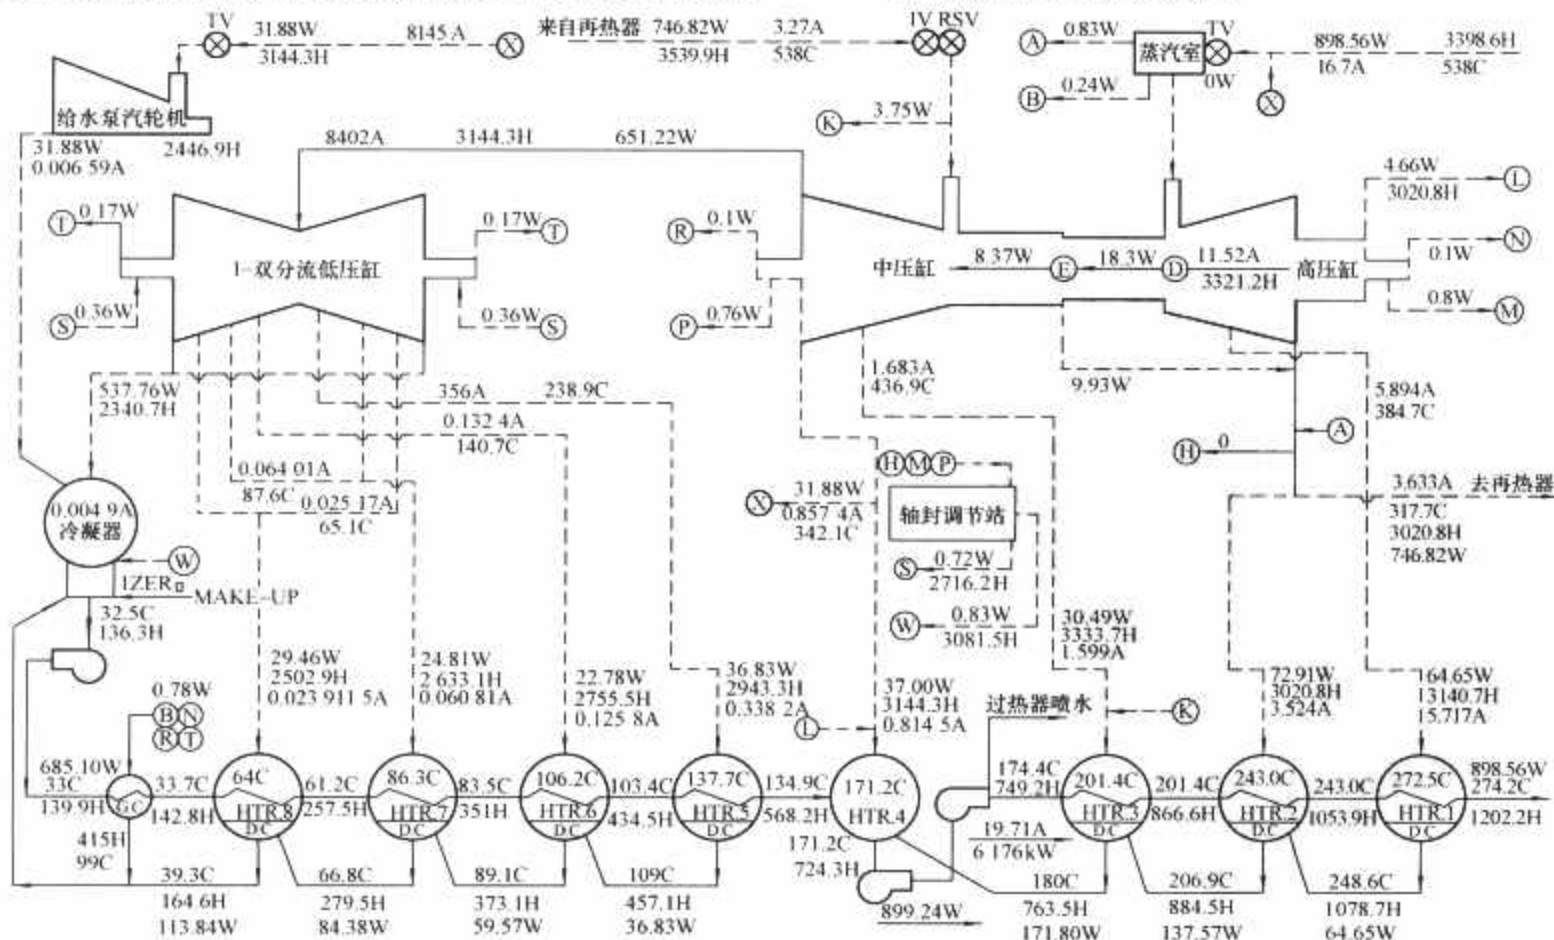 TV
31.88W
3144.3H
8145A
X
来自再热器
746.82W
3539.9H
3.27A
538C
IV RSV
A
0.83W
蒸汽室
TV
0W
898.56W
16.7A
3398.6H
538C
X
B
0.24W
给水泵汽轮机
31.88W
0.006 59A
2446.9H
8402A
3144.3H
651.22W
K
3.75W
4.66W
3020.8H
L
T
0.17W
0.17W
T
R
0.1W
N
0.1W
1-双分流低压缸
中压缸
8.37W
E
18.3W
D
11.52A
3321.2H
高压缸
S
0.36W
0.36W
S
P
0.76W
0.8W
M
537.76W
2340.7H
356A
238.9C
0.132 4A
140.7C
0.064 01A
87.6C
0.025 17A
65.1C
1.683A
436.9C
9.93W
5.894A
384.7C
A
H
0
3.633A
去再热器
317.7C
3020.8H
746.82W
H M P
轴封调节站
X
31.88W
0.857 4A
342.1C
S
0.72W
2716.2H
W
0.83W
3081.5H
0.004 9A
冷凝器
W
MAKE-UP
32.5C
136.3H
29.46W
2502.9H
0.023 911 5A
24.81W
2 633.1H
0.060 81A
22.78W
2755.5H
0.125 8A
36.83W
2943.3H
0.338 2A
37.00W
3144.3H
0.814 5A
L
过热器喷水
30.49W
3333.7H
1.599A
K
72.91W
3020.8H
3.524A
64.65W
3140.7H
5.717A
0.78W
B N
R T
685.10W
33C
139.9H
G C
33.7C
142.8H
415H
99C
64C
HTR.8
D C
61.2C
257.5H
86.3C
HTR.7
D C
83.5C
351H
106.2C
HTR.6
D C
103.4C
434.5H
137.7C
HTR.5
D C
134.9C
568.2H
171.2C
HTR.4
171.2C
724.3H
174.4C
749.2H
19.71A
6 176kW
899.24W
201.4C
HTR.3
D C
201.4C
866.6H
243.0C
HTR.2
D C
243.0C
1053.9H
272.5C
HTR.1
D C
898.56W
274.2C
1202.2H
39.3C
164.6H
113.84W
66.8C
279.5H
84.38W
89.1C
373.1H
59.57W
109C
457.1H
36.83W
180C
763.5H
171.80W
206.9C
884.5H
137.57W
248.6C
1078.7H
64.65W